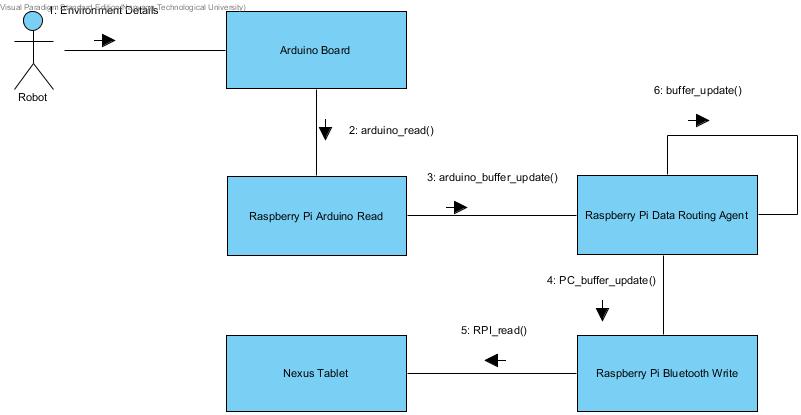 Visual Paradigm Standard Edition(Nanyang Technological University)
1: Environment Details
Arduino Board
Robot
6: buffer_update()
2: arduino_read()
3: arduino_buffer_update()
Raspberry Pi Arduino Read
Raspberry Pi Data Routing Agent
4: PC_buffer_update()
5: RPI_read()
Nexus Tablet
Raspberry Pi Bluetooth Write